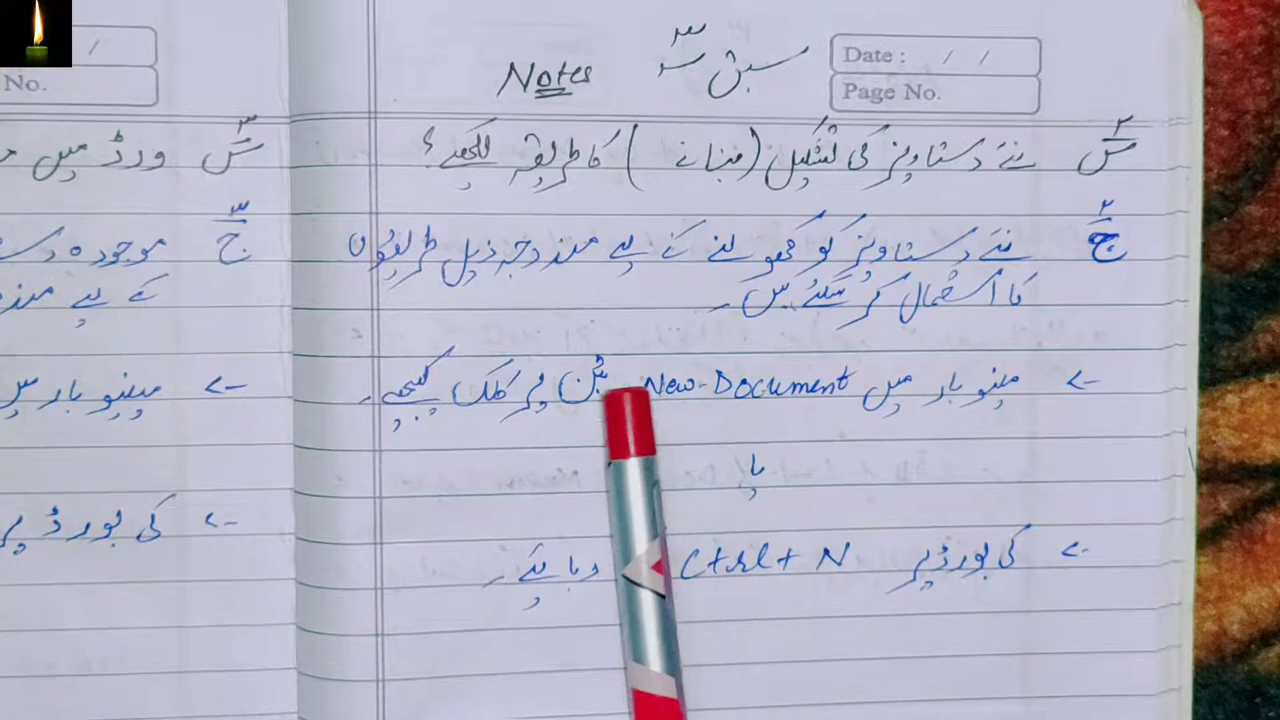 Notes سبق ۳
Date : / /
Page No.
س۲ نئے دستاویز کی تشکیل (بنانے) کا طریقہ لکھیے؟
ج۲ نئے دستاویز کو کھولنے کے لیے مندرجہ ذیل طریقوں
کا استعمال کر سکتے ہیں۔
-> مینو بار میں New-Document بٹن پر کلک کیجیے۔
یا
-> کی بورڈ پر Ctrl+ N دبائیے۔
/
No.
س۳ ورڈ میں
ج۳ موجودہ
کے لیے
-> مینیو بار
-> کی بورڈ پر